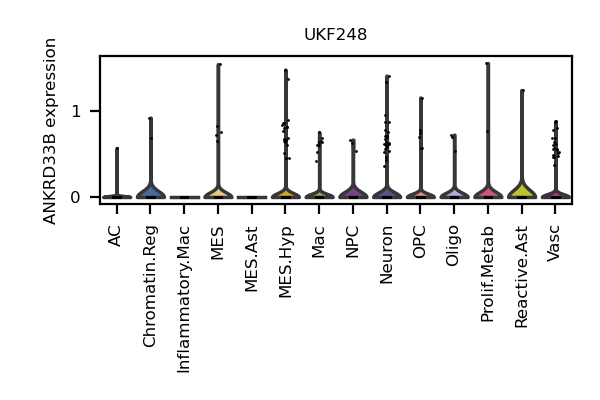 UKF248
ANKRD33B expression
1
0
AC
Chromatin.Reg
Inflammatory.Mac
MES
MES.Ast
MES.Hyp
Mac
NPC
Neuron
OPC
Oligo
Prolif.Metab
Reactive.Ast
Vasc